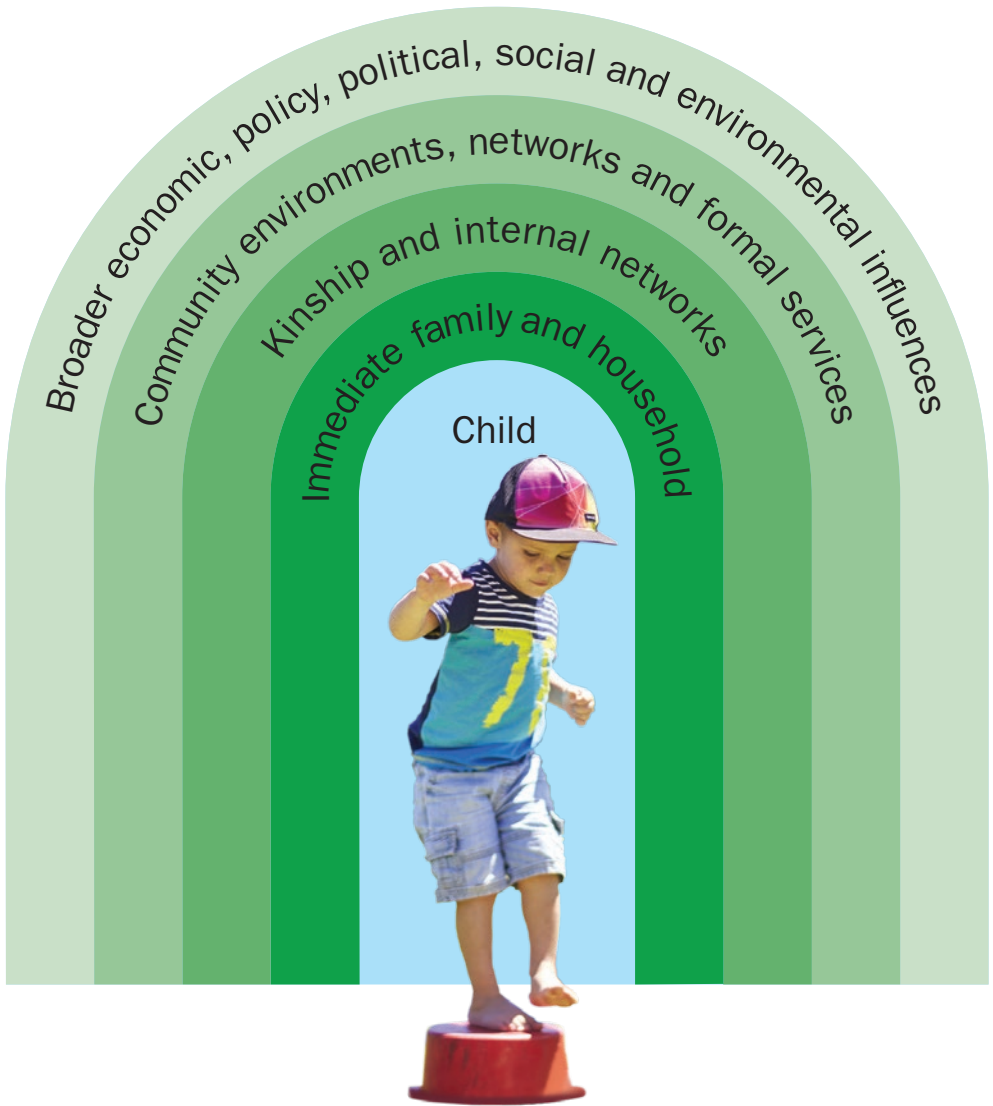 Broader economic, policy, political, social and environmental influences
Community environments, networks and formal services
Kinship and internal networks
Immediate family and household
Child